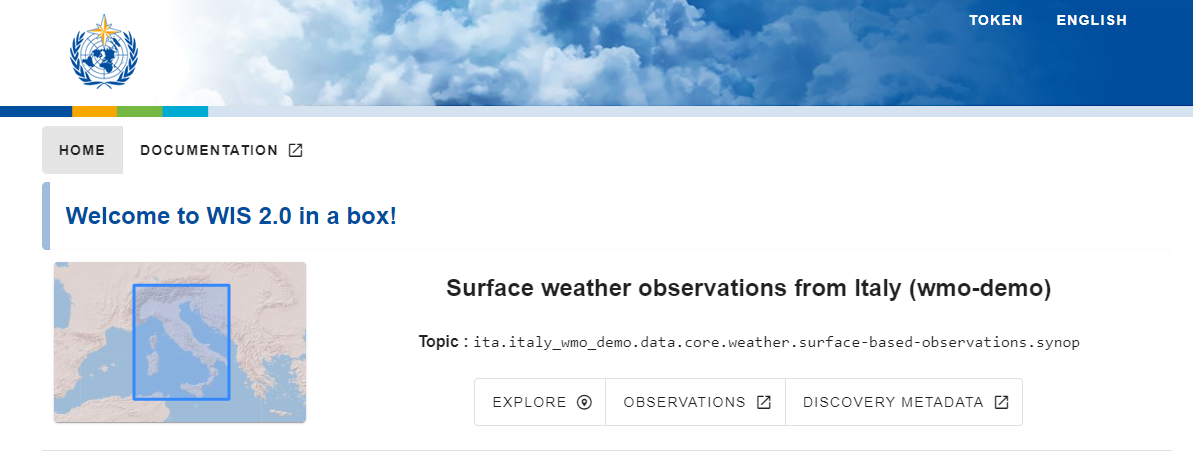 TOKEN ENGLISH
HOME DOCUMENTATION
Welcome to WIS 2.0 in a box!
Surface weather observations from Italy (wmo-demo)
Topic : ita.italy_wmo_demo.data.core.weather.surface-based-observations.synop
EXPLORE OBSERVATIONS DISCOVERY METADATA